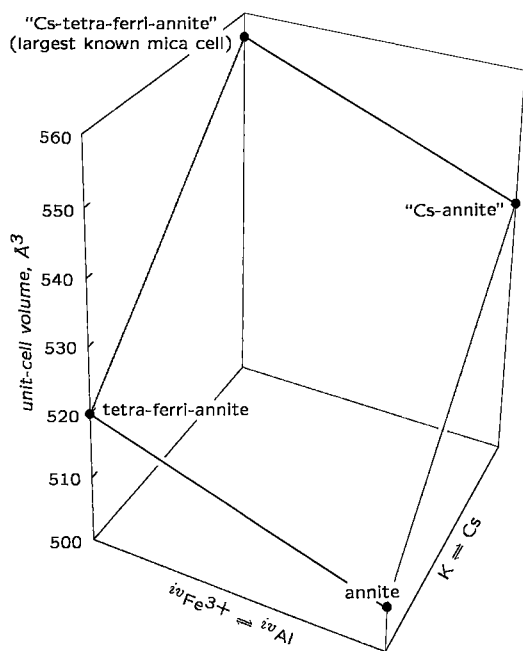 "Cs-tetra-ferri-annite"
(largest known mica cell)
560
550
"Cs-annite"
540
530
520
tetra-ferri-annite
510
500
unit-cell volume, Å³
annite
ivFe3+ ⇌ ivAl
K ⇌ Cs